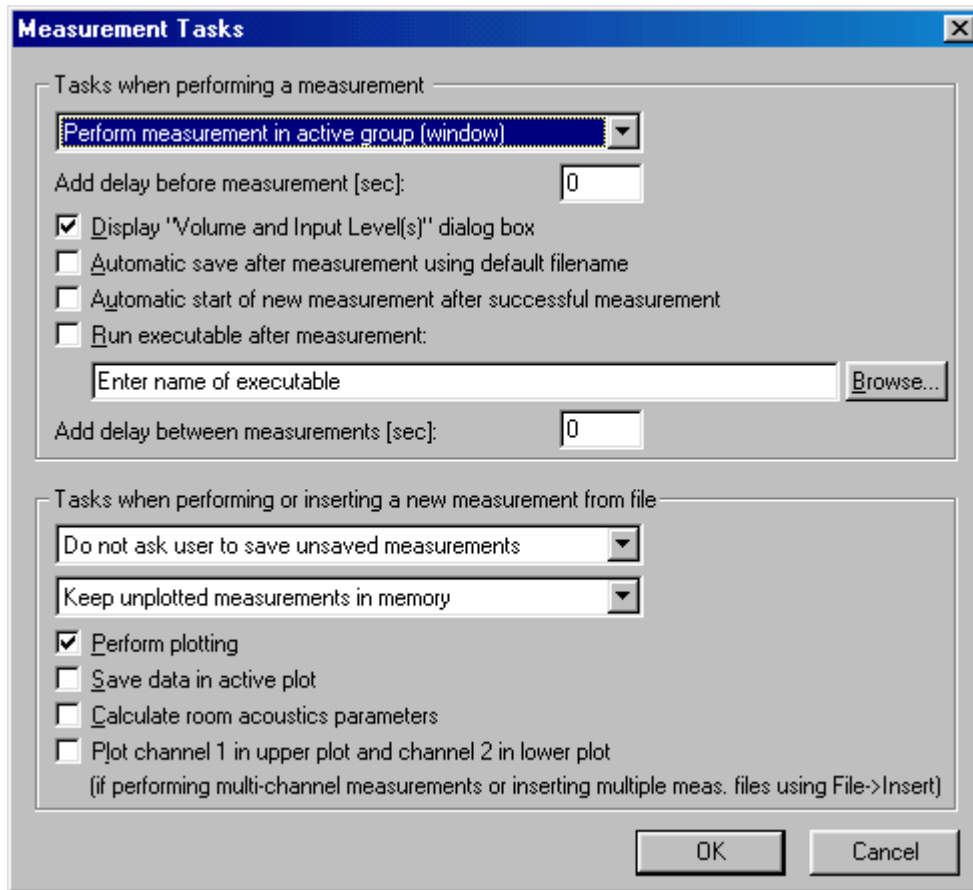 Measurement Tasks
Tasks when performing a measurement
Perform measurement in active group (window)
Add delay before measurement [sec]: 0
Display "Volume and Input Level(s)" dialog box
Automatic save after measurement using default filename
Automatic start of new measurement after successful measurement
Run executable after measurement:
Enter name of executable Browse...
Add delay between measurements [sec]: 0
Tasks when performing or inserting a new measurement from file
Do not ask user to save unsaved measurements
Keep unplotted measurements in memory
Perform plotting
Save data in active plot
Calculate room acoustics parameters
Plot channel 1 in upper plot and channel 2 in lower plot
(if performing multi-channel measurements or inserting multiple meas. files using File->Insert)
OK Cancel